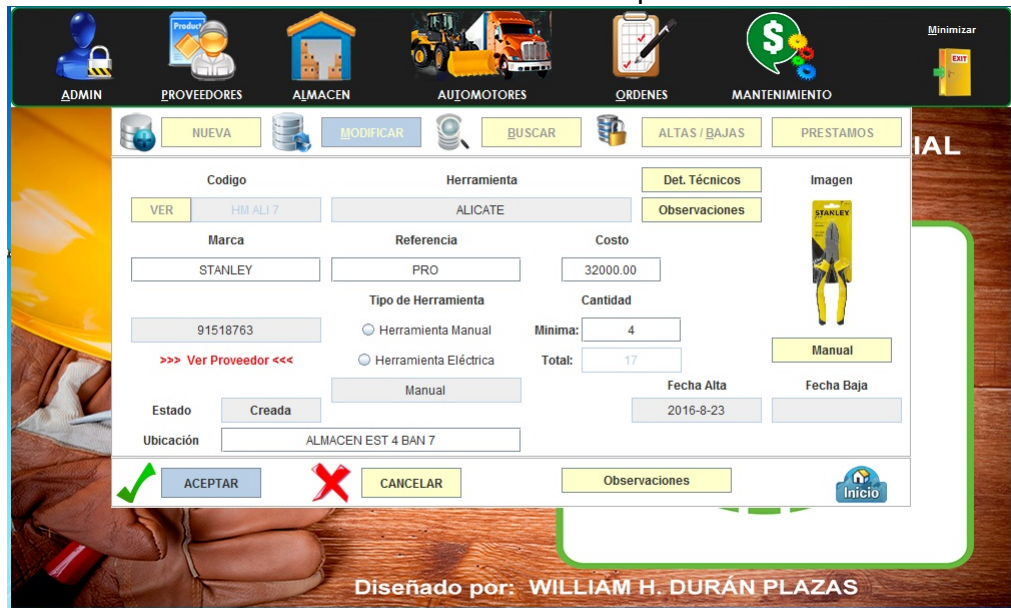 Minimizar
EXIT
ADMIN PROVEEDORES ALMACEN AUTOMOTORES ORDENES MANTENIMIENTO
NUEVA MODIFICAR BUSCAR ALTAS / BAJAS PRESTAMOS
IAL
Codigo Herramienta Det. Técnicos Imagen
VER HM ALI 7 ALICATE Observaciones
STANLEY
Marca Referencia Costo
STANLEY PRO 32000.00
Tipo de Herramienta Cantidad
91518763 Herramienta Manual Minima: 4
>>> Ver Proveedor <<< Herramienta Eléctrica Total: 17 Manual
Manual Fecha Alta Fecha Baja
Estado Creada 2016-8-23
Ubicación ALMACEN EST 4 BAN 7
ACEPTAR CANCELAR Observaciones Inicio
Diseñado por: WILLIAM H. DURÁN PLAZAS